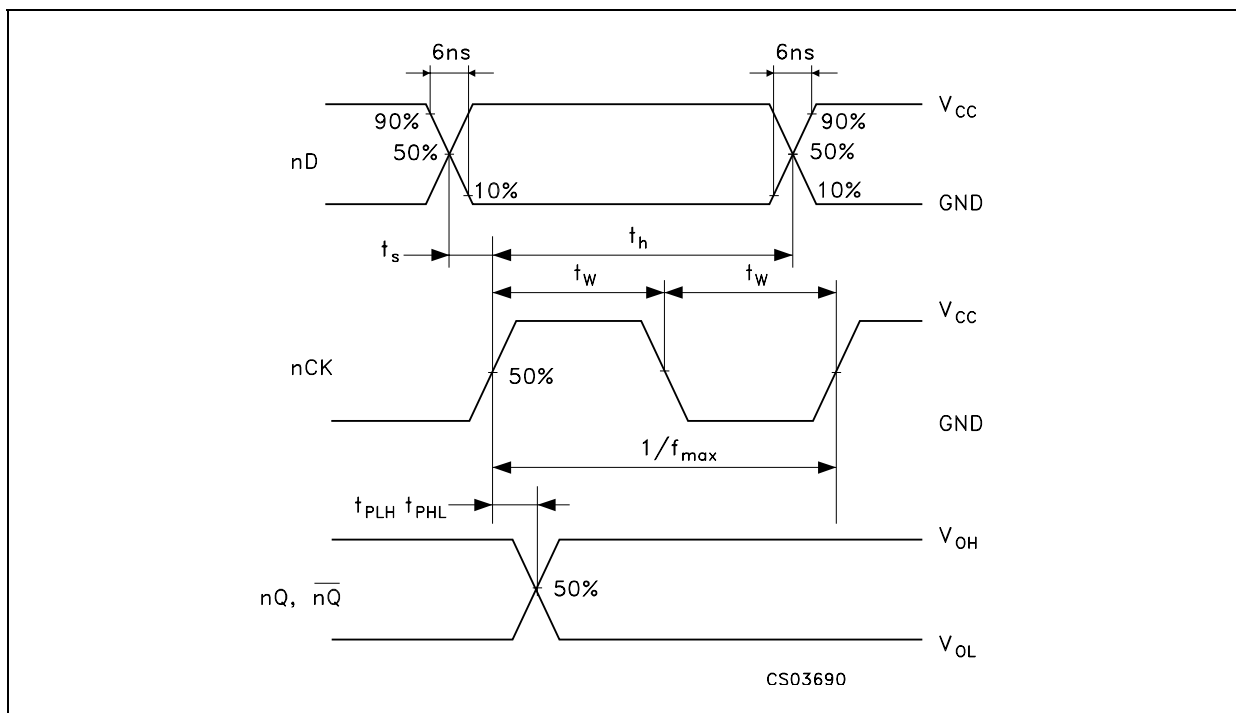 6ns 6ns
V_CC
90% 90%
nD 50% 50%
10% 10%
GND
t_s t_h
t_W t_W
V_CC
nCK 50%
GND
1/f_max
t_PLH t_PHL
V_OH
nQ, n̅Q̅ 50%
V_OL
CS03690